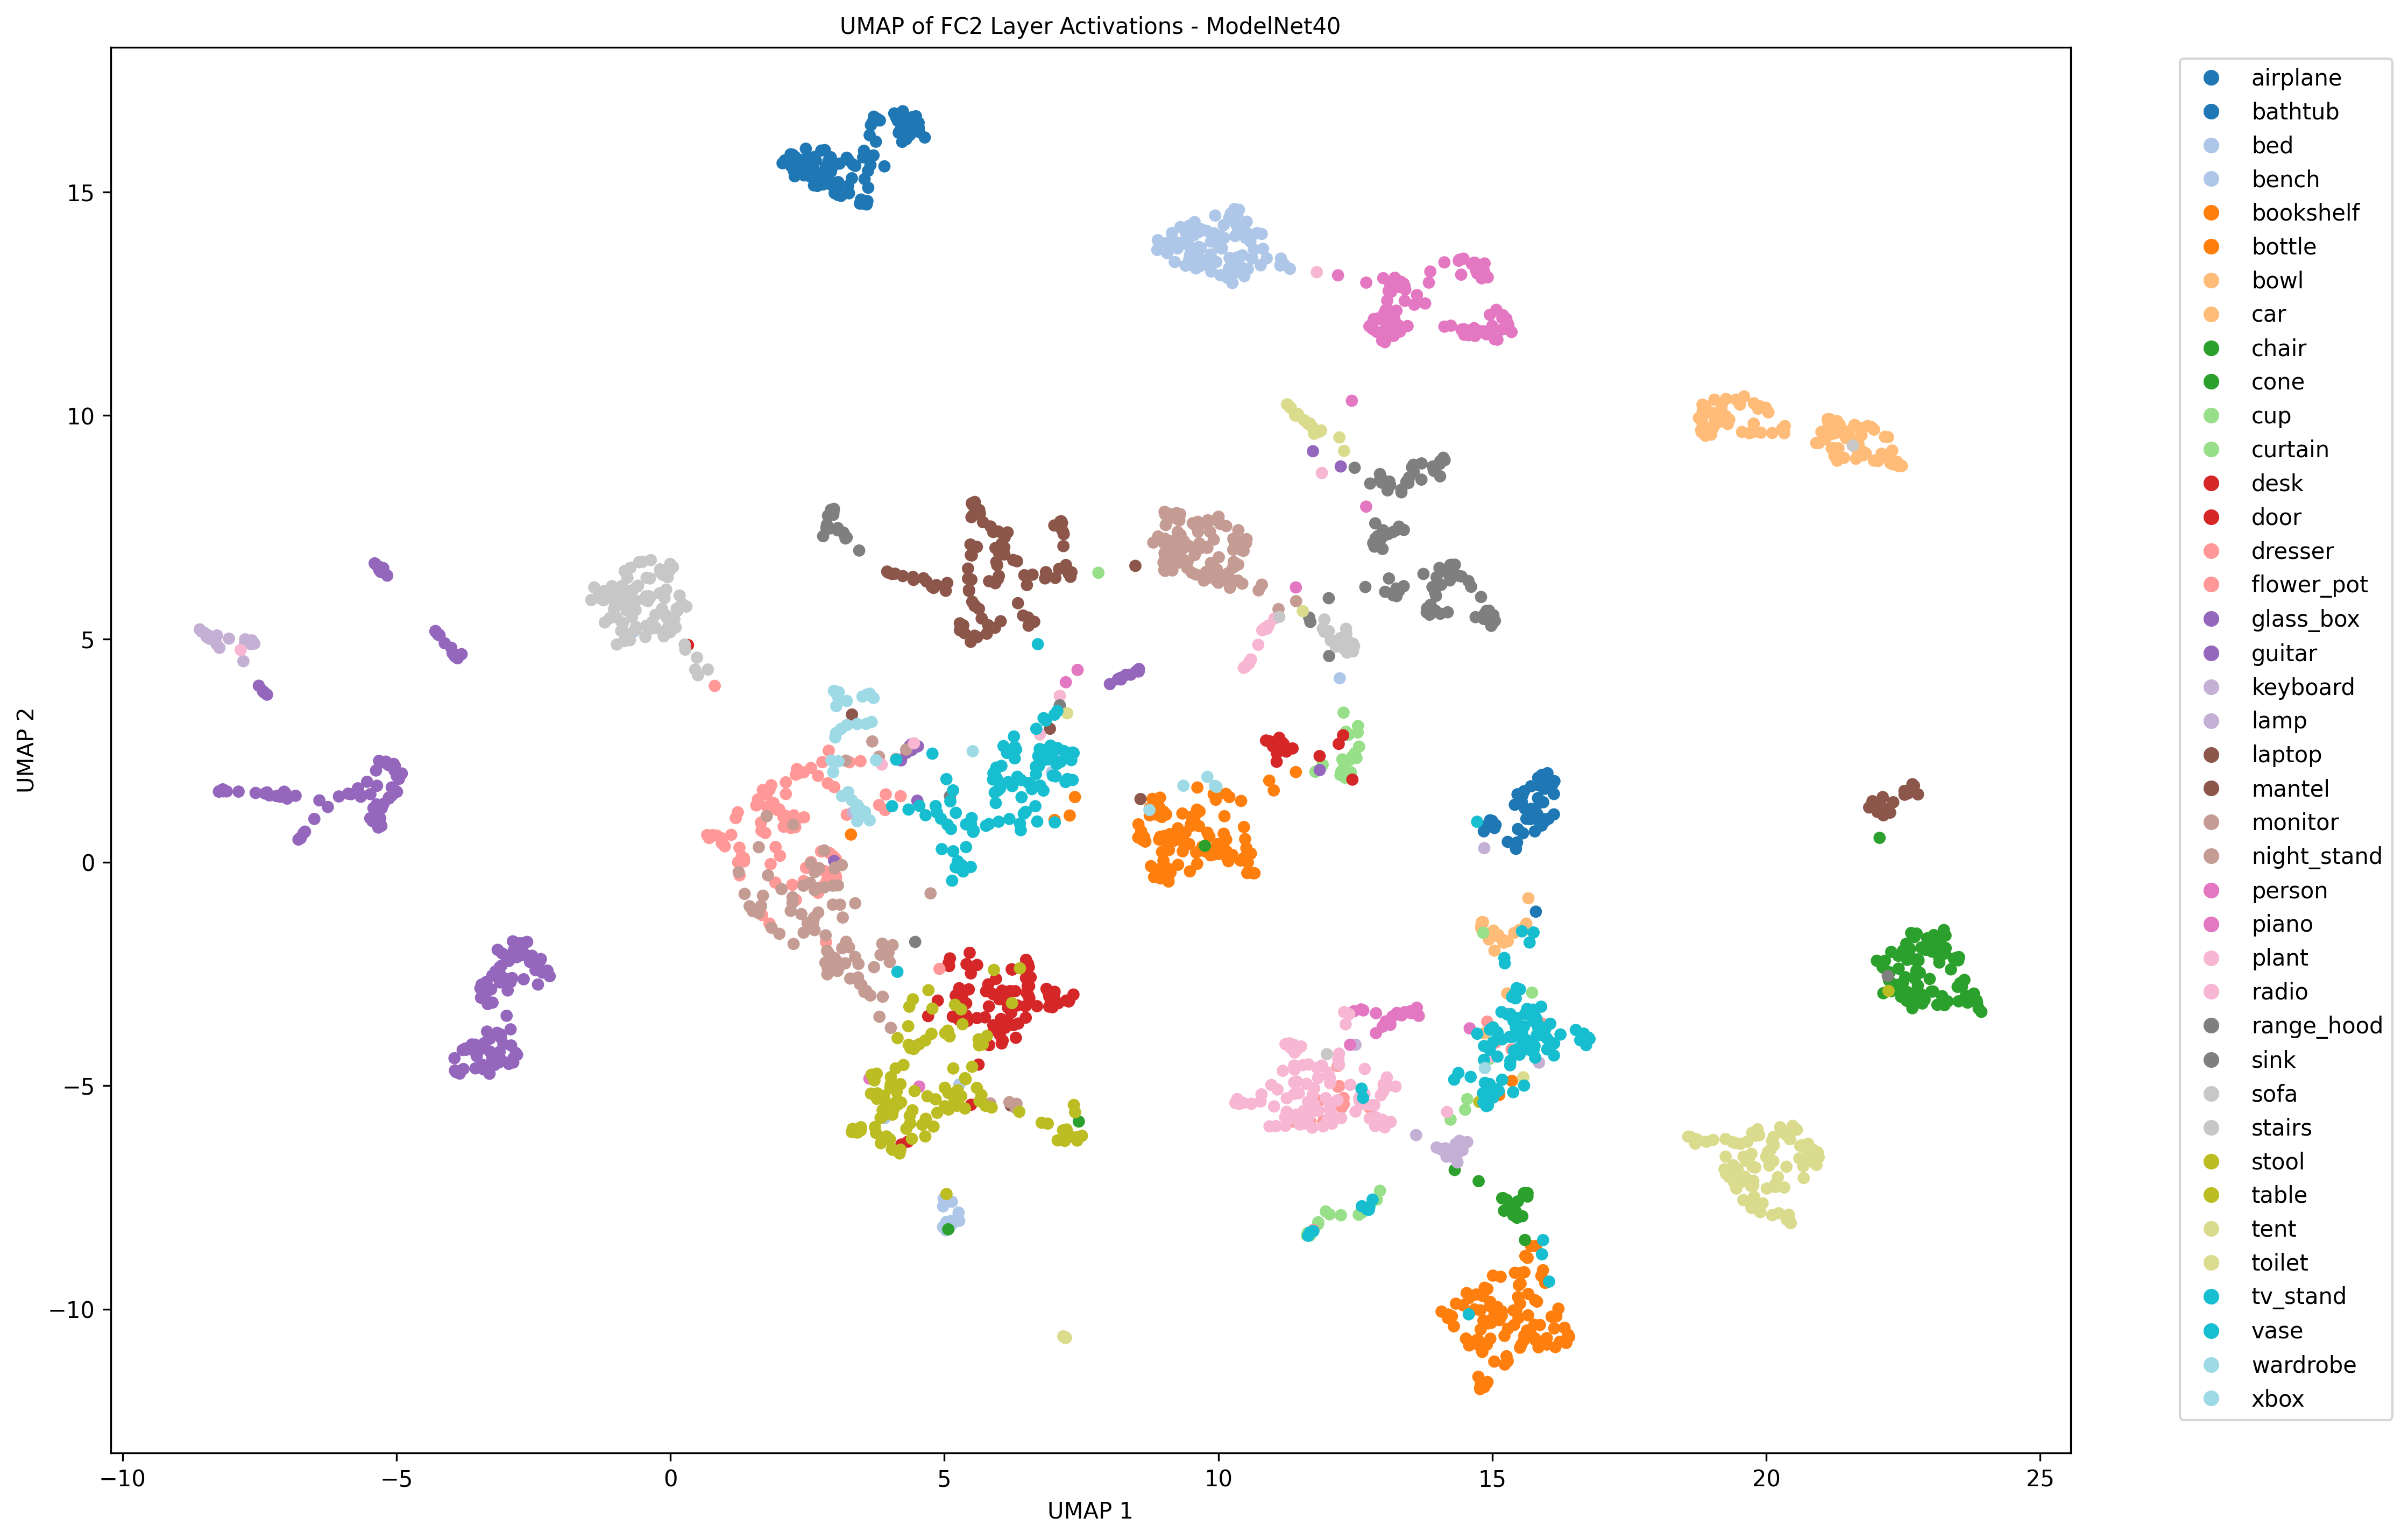 UMAP of FC2 Layer Activations - ModelNet40
15
10
5
0
−5
−10
UMAP 2
−10
−5
0
5
10
15
20
25
UMAP 1
airplane
bathtub
bed
bench
bookshelf
bottle
bowl
car
chair
cone
cup
curtain
desk
door
dresser
flower_pot
glass_box
guitar
keyboard
lamp
laptop
mantel
monitor
night_stand
person
piano
plant
radio
range_hood
sink
sofa
stairs
stool
table
tent
toilet
tv_stand
vase
wardrobe
xbox